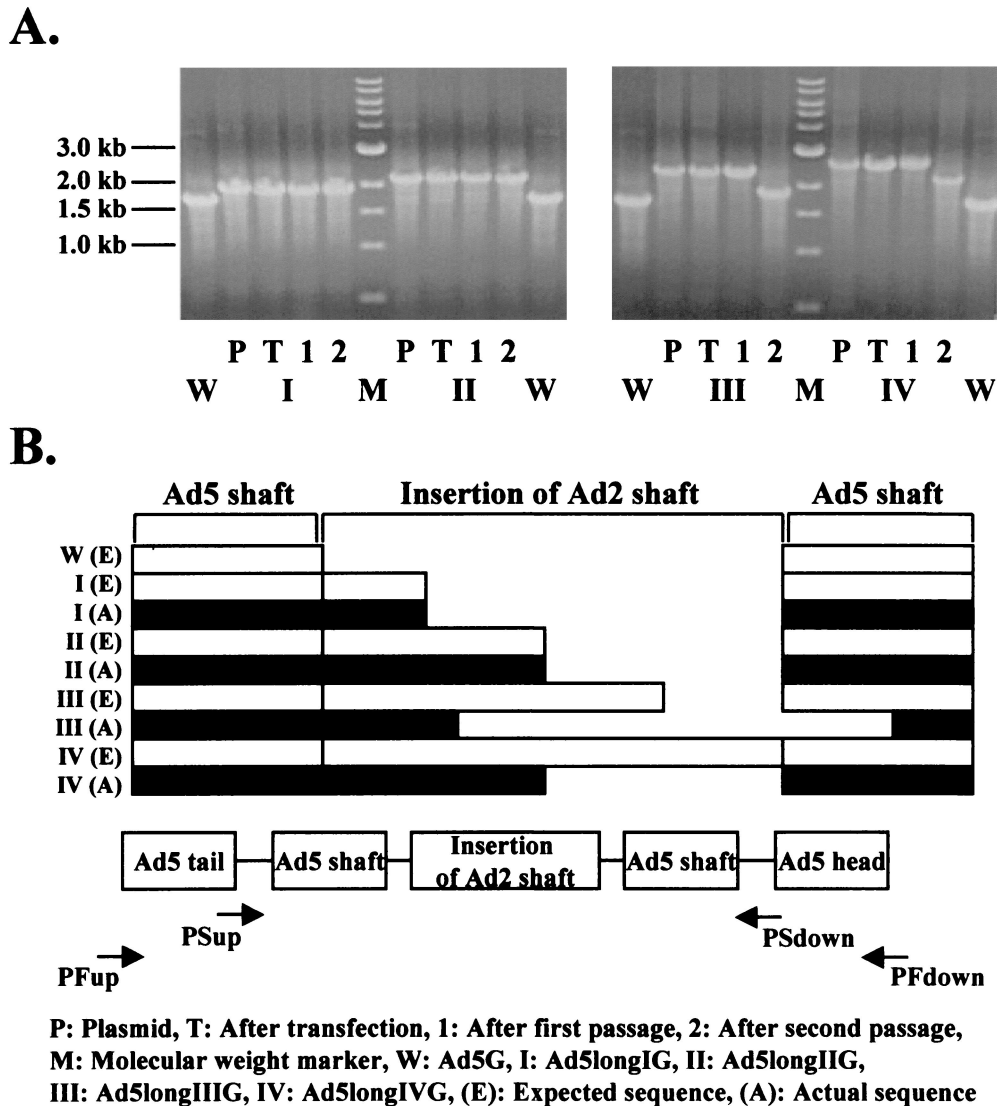 A.
3.0 kb
2.0 kb
1.5 kb
1.0 kb
P T 1 2 P T 1 2 P T 1 2 P T 1 2
W I M II W W III M IV W
B.
Ad5 shaft Insertion of Ad2 shaft Ad5 shaft
W (E)
I (E)
I (A)
II (E)
II (A)
III (E)
III (A)
IV (E)
IV (A)
Ad5 tail Ad5 shaft Insertion of Ad2 shaft Ad5 shaft Ad5 head
PSup PSdown
PFup PFdown
P: Plasmid, T: After transfection, 1: After first passage, 2: After second passage,
M: Molecular weight marker, W: Ad5G, I: Ad5longIG, II: Ad5longIIG,
III: Ad5longIIIG, IV: Ad5longIVG, (E): Expected sequence, (A): Actual sequence